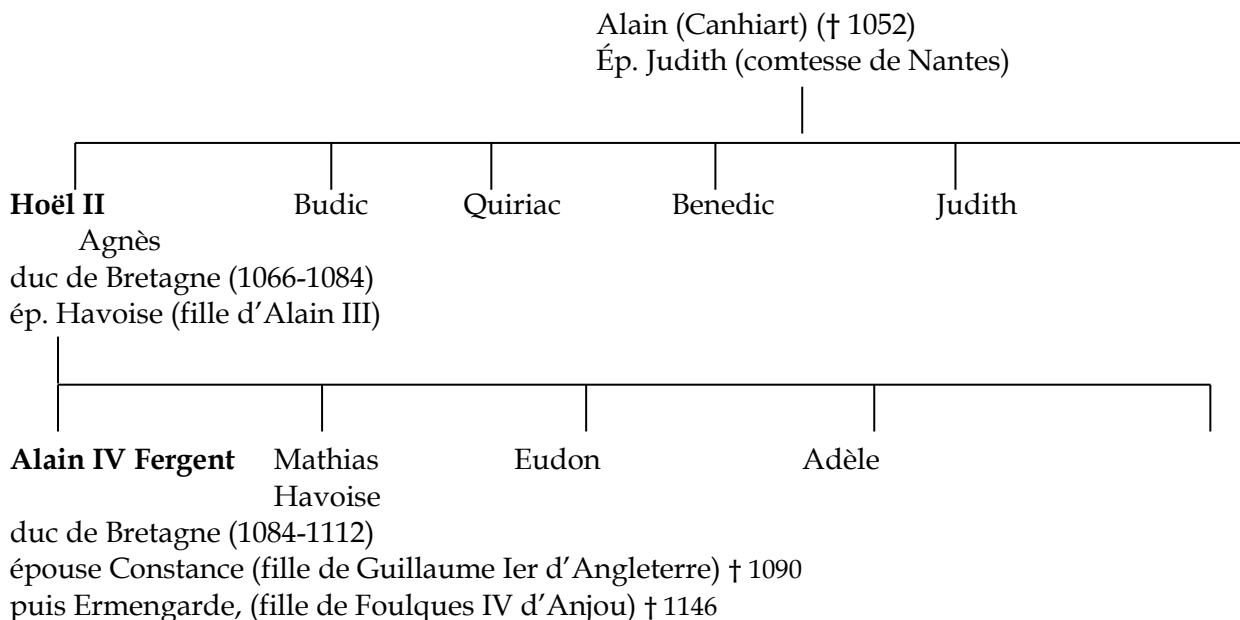 Alain (Canhiart) († 1052)
Ép. Judith (comtesse de Nantes)
Hoël II Budic Quiriac Benedic Judith
Agnès
duc de Bretagne (1066-1084)
ép. Havoise (fille d’Alain III)
Alain IV Fergent Mathias Eudon Adèle
Havoise
duc de Bretagne (1084-1112)
épouse Constance (fille de Guillaume Ier d’Angleterre) † 1090
puis Ermengarde, (fille de Foulques IV d’Anjou) † 1146